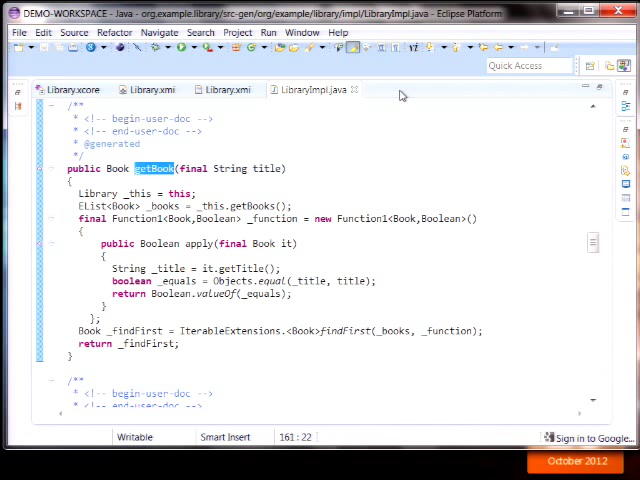 DEMO-WORKSPACE - Java - org.example.library/src-gen/org/example/library/impl/LibraryImpl.java - Eclipse Platform
File Edit Source Refactor Navigate Search Project Run Window Help
Quick Access
Library.xcore Library.xmi Library.xmi LibraryImpl.java
/**
* <!-- begin-user-doc -->
* <!-- end-user-doc -->
* @generated
*/
public Book getBook(final String title)
{
Library _this = this;
EList<Book> _books = _this.getBooks();
final Function1<Book,Boolean> _function = new Function1<Book,Boolean>()
{
public Boolean apply(final Book it)
{
String _title = it.getTitle();
boolean _equals = Objects.equal(_title, title);
return Boolean.valueOf(_equals);
}
};
Book _findFirst = IterableExtensions.<Book>findFirst(_books, _function);
return _findFirst;
}
/**
* <!-- begin-user-doc -->
* <!-- end-user-doc -->
Writable Smart Insert 161 : 22 Sign in to Google...
October 2012